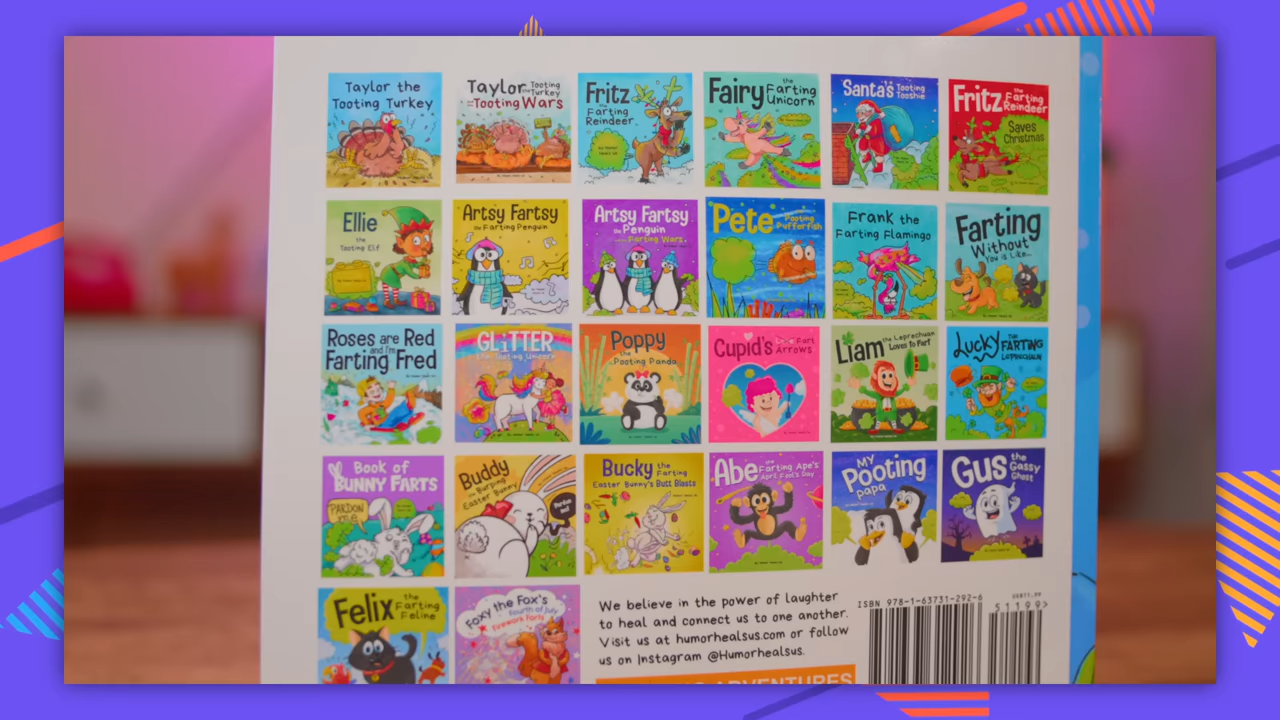 Taylor the
Tooting Turkey
Taylor the Tooting
Turkey
Tooting Wars
Fritz
the
Farting
Reindeer
Fairy the
Farting
Unicorn
Santa's Tooting
Tooshie
Fritz the
Farting
Reindeer
Saves
Christmas
Ellie
the
Tooting Elf
Artsy Fartsy
the Farting Penguin
Artsy Fartsy
the Penguin
Farting Wars
Pete the
Pooting
Pufferfish
Frank the
Farting Flamingo
Farting
Without
You is Like...
Roses are Red
and I'm
Farting Fred
GLiTTER
the Tooting Unicorn
Poppy
the
Pooting Panda
Cupid's Fart
Arrows
Liam the Leprechaun
Loves To Fart
Lucky THE
FARTING
LEPRECHAUN
Book of
BUNNY FARTS
PARDON
ME
Buddy
the Burping
Easter Bunny
Pardon
me!
Bucky the
Farting
Easter Bunny's Butt Blasts
Abe the
Farting Ape's
April Fool's Day
MY
Pooting
papa
Gus the
Gassy
Ghost
Felix the
Farting
Feline
Foxy the Fox's
Fourth of July
Firework Farts
We believe in the power of laughter
to heal and connect us to one another.
Visit us at humorhealsus.com or follow
us on Instagram @Humorhealsus.
ADVENTURES
ISBN 978-1-63731-292-6
51199>